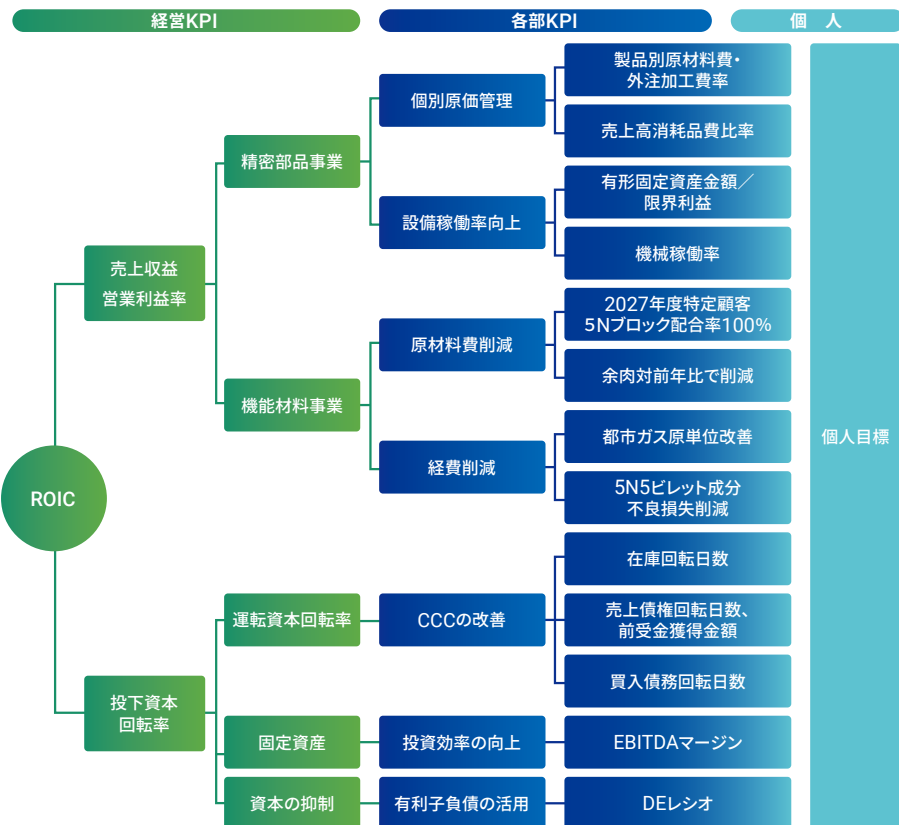 経営KPI
各部KPI
個 人
ROIC
売上収益
営業利益率
精密部品事業
個別原価管理
製品別原材料費・
外注加工費率
売上高消耗品費比率
設備稼働率向上
有形固定資産金額／
限界利益
機械稼働率
機能材料事業
原材料費削減
2027年度特定顧客
5Nブロック配合率100%
余肉対前年比で削減
経費削減
都市ガス原単位改善
5N5ビレット成分
不良損失削減
投下資本
回転率
運転資本回転率
CCCの改善
在庫回転日数
売上債権回転日数、
前受金獲得金額
買入債務回転日数
固定資産
投資効率の向上
EBITDAマージン
資本の抑制
有利子負債の活用
DEレシオ
個人目標